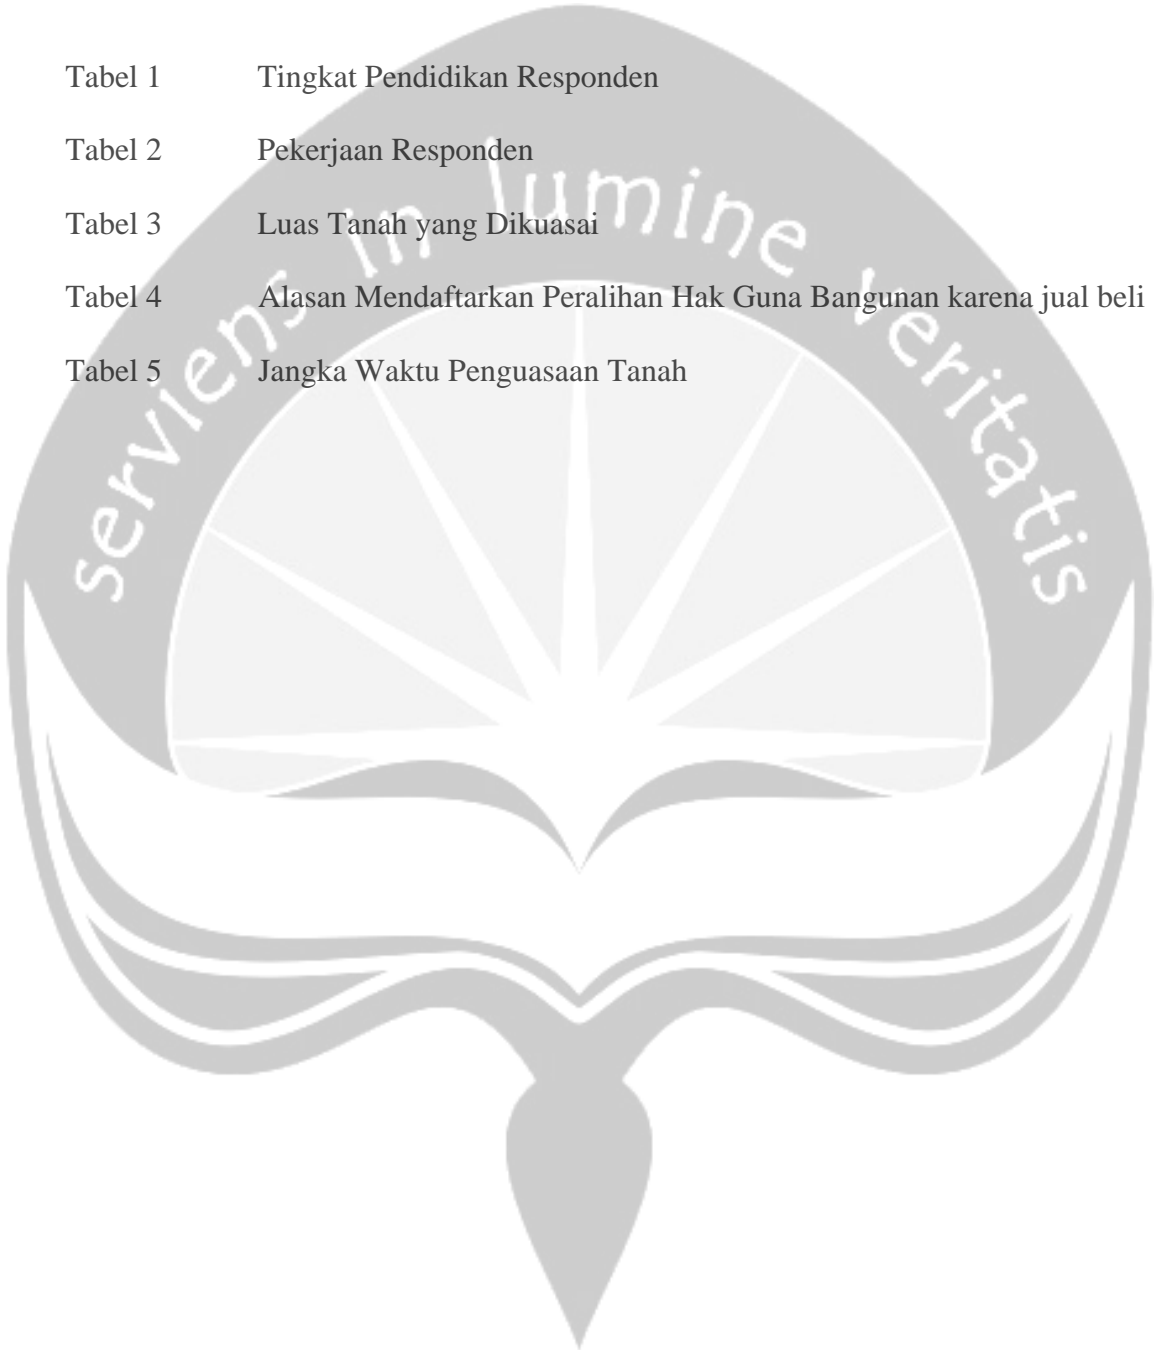 Tabel 1 Tingkat Pendidikan Responden
Tabel 2 Pekerjaan Responden
Tabel 3 Luas Tanah yang Dikuasai
Tabel 4 Alasan Mendaftarkan Peralihan Hak Guna Bangunan karena jual beli
Tabel 5 Jangka Waktu Penguasaan Tanah
serviens in lumine veritatis